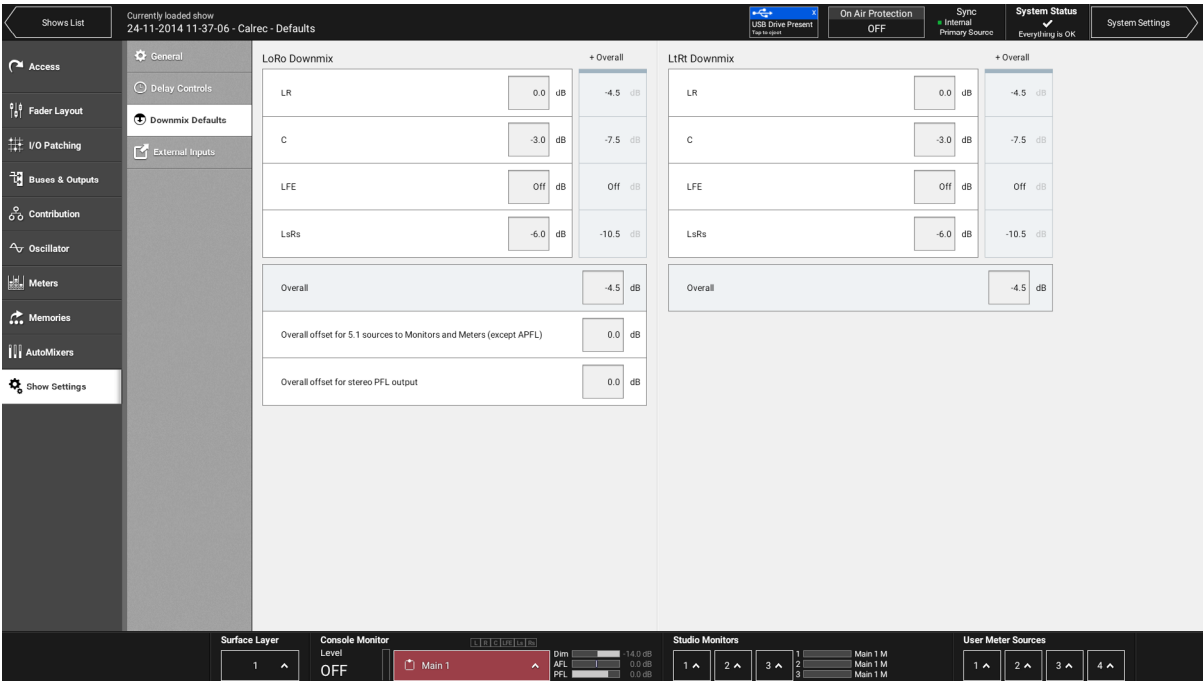 Shows List
Currently loaded show
24-11-2014 11-37-06 - Calrec - Defaults
USB Drive Present
X
Tap to eject
On Air Protection
OFF
Sync
Internal
Primary Source
System Status
Everything is OK
System Settings
Access
Fader Layout
I/O Patching
Buses & Outputs
Contribution
Oscillator
Meters
Memories
AutoMixers
Show Settings
General
Delay Controls
Downmix Defaults
External Inputs
LoRo Downmix + Overall
LR 0.0 dB -4.5 dB
C -3.0 dB -7.5 dB
LFE Off dB Off dB
LsRs -6.0 dB -10.5 dB
Overall -4.5 dB
Overall offset for 5.1 sources to Monitors and Meters (except APFL) 0.0 dB
Overall offset for stereo PFL output 0.0 dB
LtRt Downmix + Overall
LR 0.0 dB -4.5 dB
C -3.0 dB -7.5 dB
LFE Off dB Off dB
LsRs -6.0 dB -10.5 dB
Overall -4.5 dB
Surface Layer
1
Console Monitor
Level
OFF
L R C LFE Ls Rs
Main 1
Dim -14.0 dB
AFL 0.0 dB
PFL 0.0 dB
Studio Monitors
1 2 3
1 Main 1 M
2 Main 1 M
3 Main 1 M
User Meter Sources
1 2 3 4